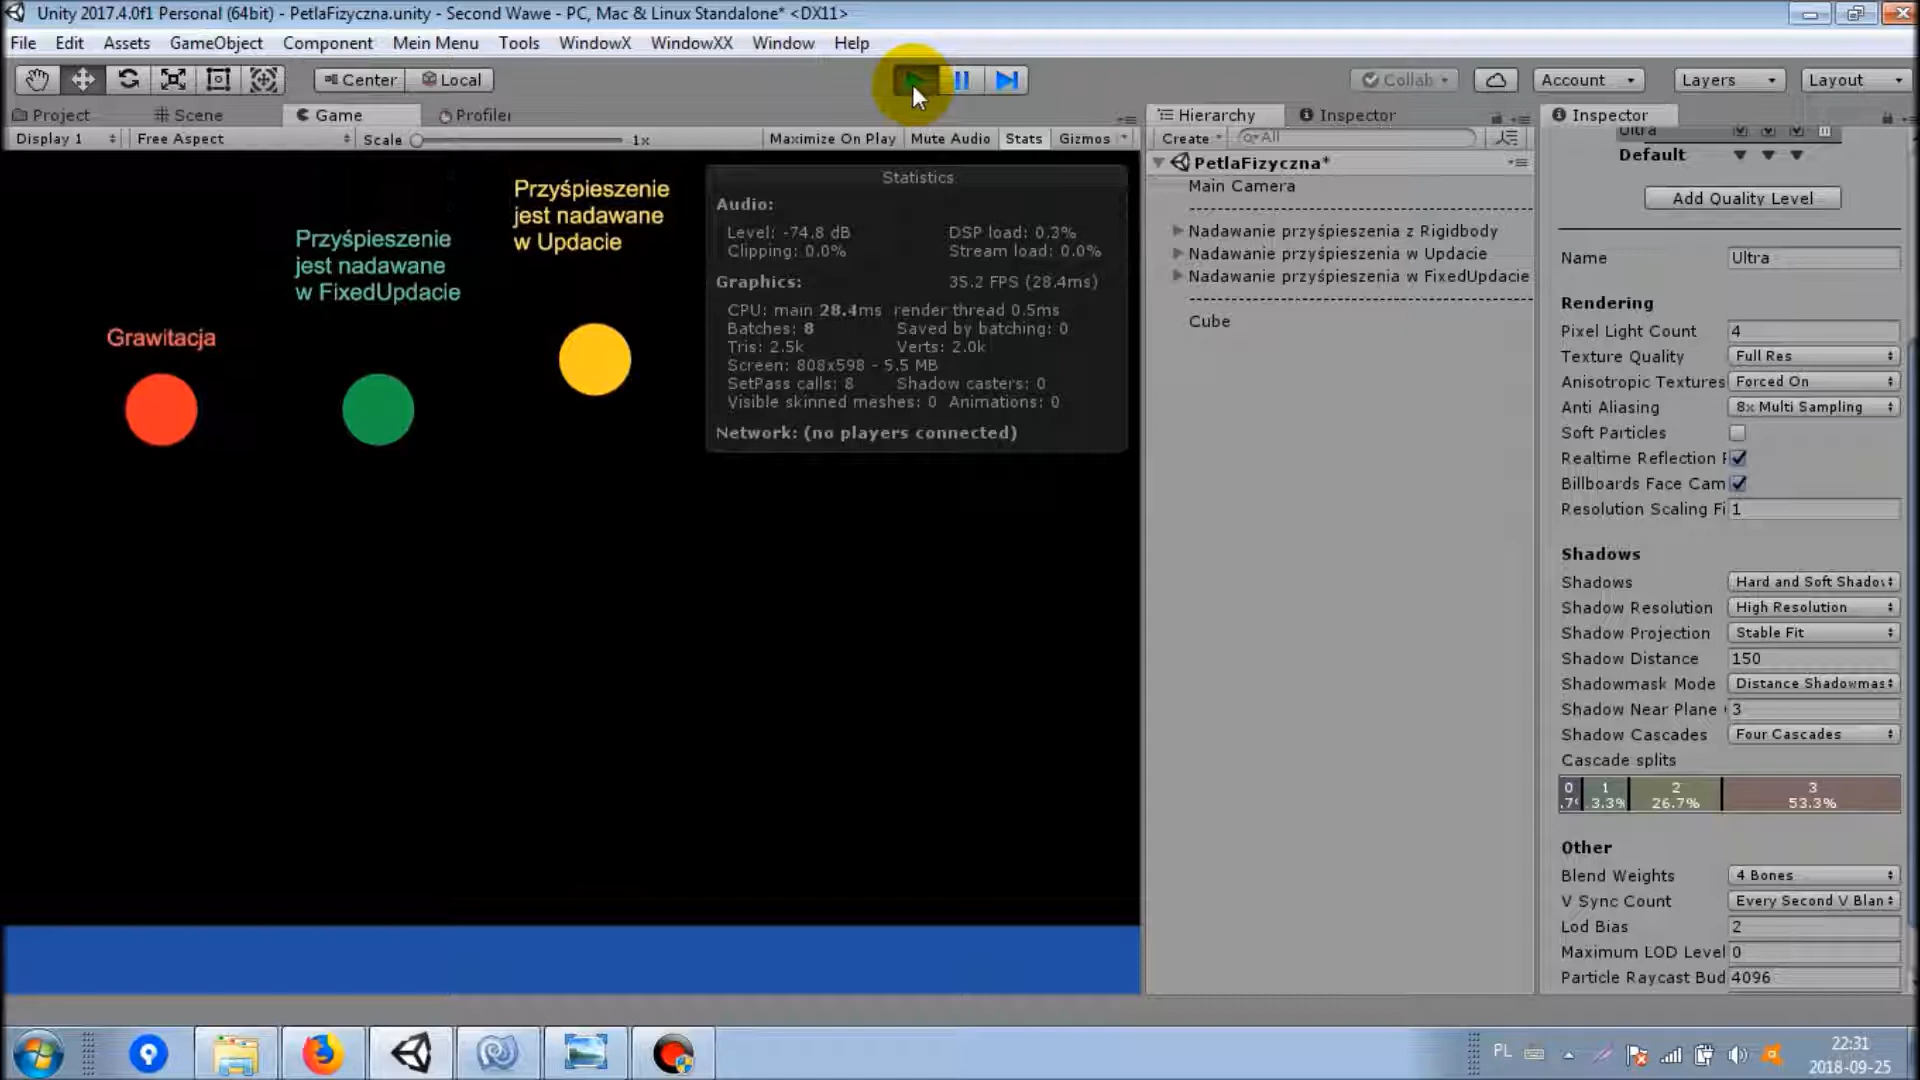 Unity 2017.4.0f1 Personal (64bit) - PetlaFizyczna.unity - Second Wawe - PC, Mac & Linux Standalone* <DX11>
File Edit Assets GameObject Component Mein Menu Tools WindowX WindowXX Window Help
Center Local Collab Account Layers Layout
Project Scene Game Profiler Hierarchy Inspector Inspector
Display 1 Free Aspect Scale 1x Maximize On Play Mute Audio Stats Gizmos
Create All
PetlaFizyczna*
Main Camera
Nadawanie przyśpieszenia z Rigidbody
Nadawanie przyśpieszenia w Updacie
Nadawanie przyśpieszenia w FixedUpdacie
Cube
Przyśpieszenie
jest nadawane
w Updacie
Przyśpieszenie
jest nadawane
w FixedUpdacie
Grawitacja
Statistics
Audio:
Level: -74.8 dB DSP load: 0.3%
Clipping: 0.0% Stream load: 0.0%
Graphics: 35.2 FPS (28.4ms)
CPU: main 28.4ms render thread 0.5ms
Batches: 8 Saved by batching: 0
Tris: 2.5k Verts: 2.0k
Screen: 808x598 - 5.5 MB
SetPass calls: 8 Shadow casters: 0
Visible skinned meshes: 0 Animations: 0
Network: (no players connected)
Ultra
Default
Add Quality Level
Name Ultra
Rendering
Pixel Light Count 4
Texture Quality Full Res
Anisotropic Textures Forced On
Anti Aliasing 8x Multi Sampling
Soft Particles
Realtime Reflection
Billboards Face Cam
Resolution Scaling Fi 1
Shadows
Shadows Hard and Soft Shadow
Shadow Resolution High Resolution
Shadow Projection Stable Fit
Shadow Distance 150
Shadowmask Mode Distance Shadowmas
Shadow Near Plane 3
Shadow Cascades Four Cascades
Cascade splits
0 1 2 3
3.3% 26.7% 53.3%
Other
Blend Weights 4 Bones
V Sync Count Every Second V Blan
Lod Bias 2
Maximum LOD Level 0
Particle Raycast Bud 4096
PL
22:31
2018-09-25